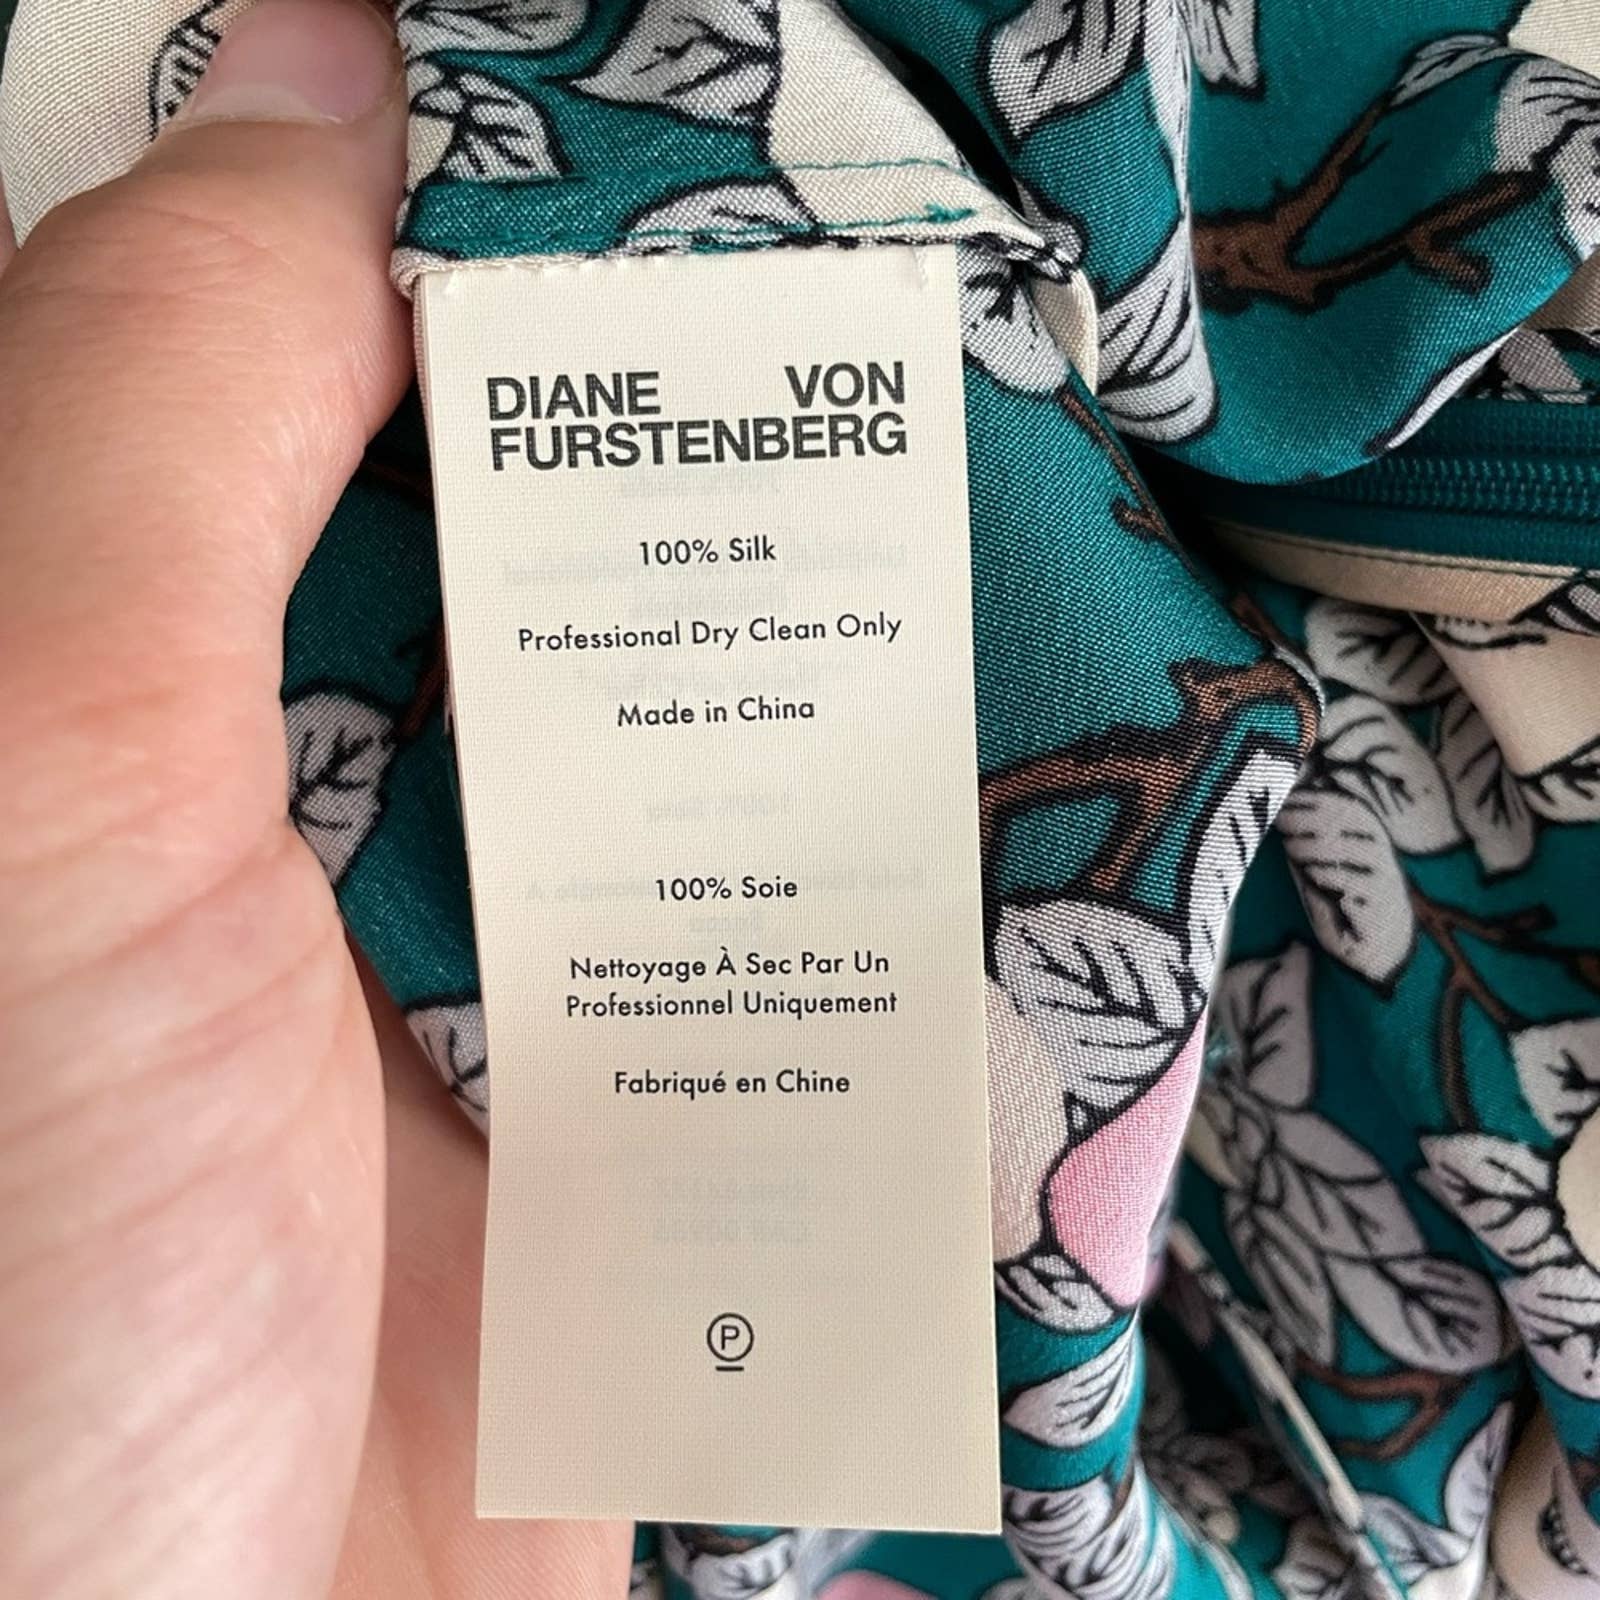 DIANE VON
FURSTENBERG
100% Silk
Professional Dry Clean Only
Made in China
100% Soie
Nettoyage À Sec Par Un
Professionnel Uniquement
Fabriqué en Chine
P